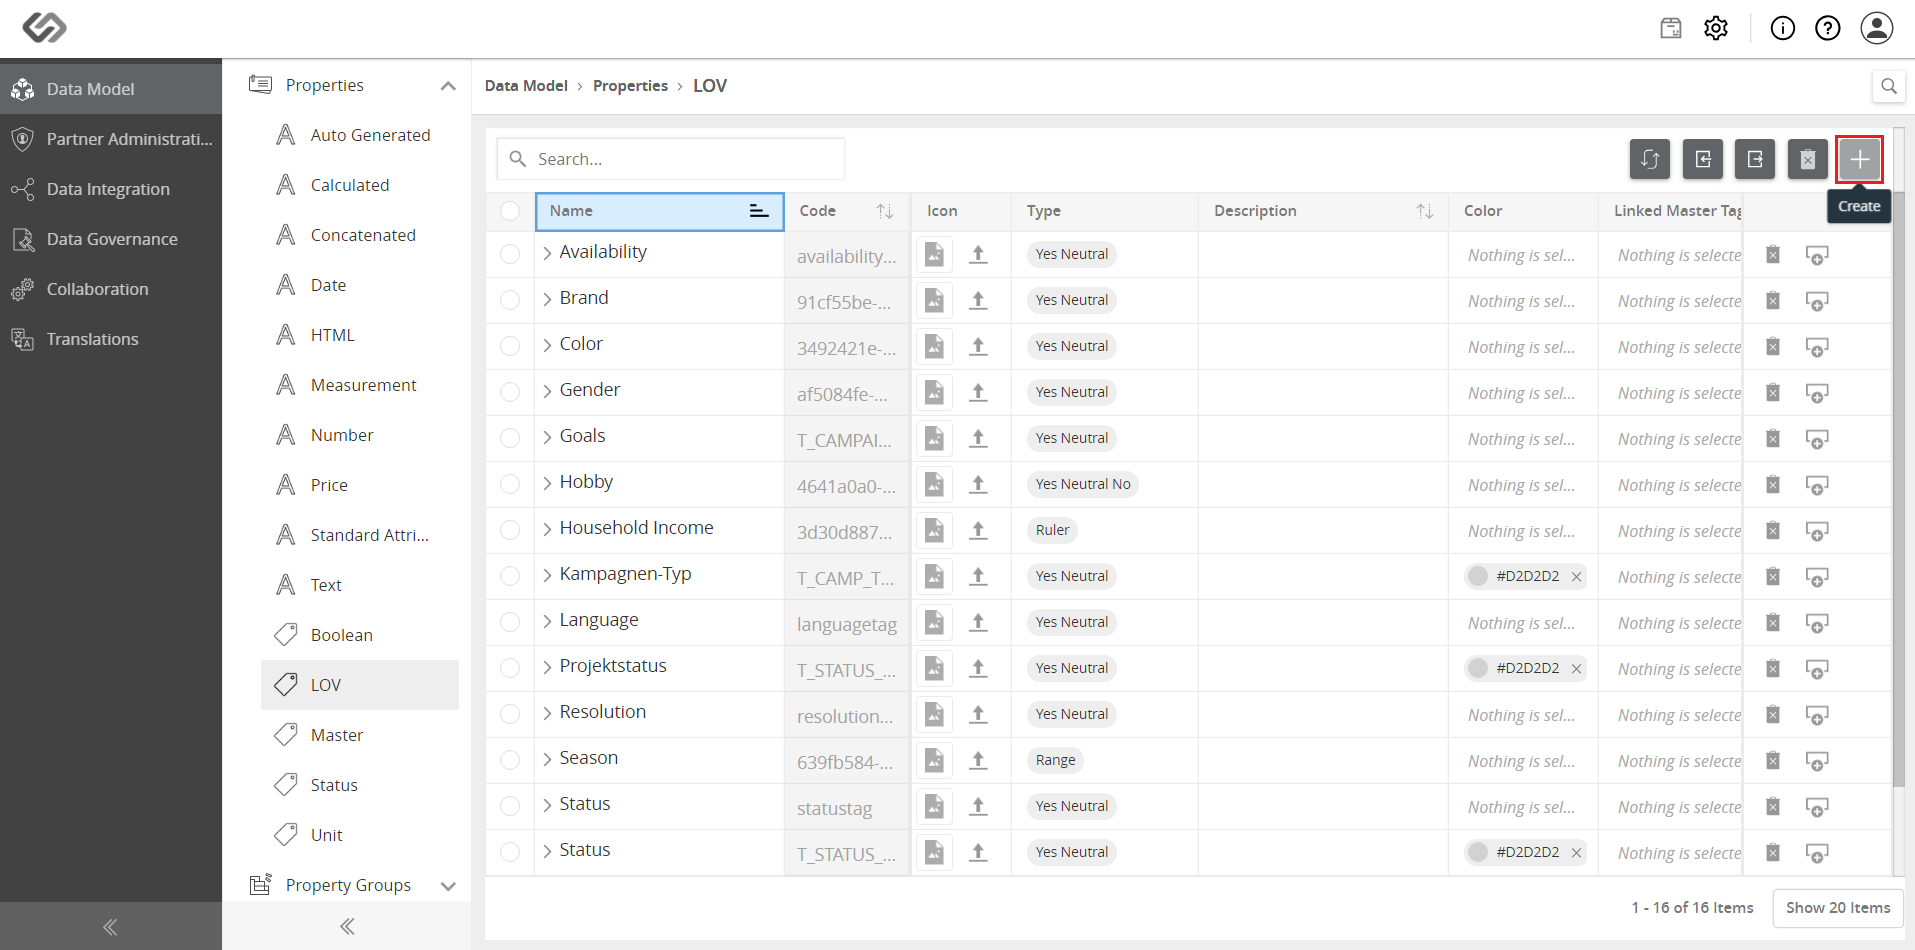 Data Model
Partner Administrati...
Data Integration
Data Governance
Collaboration
Translations
Properties
Auto Generated
Calculated
Concatenated
Date
HTML
Measurement
Number
Price
Standard Attri...
Text
Boolean
LOV
Master
Status
Unit
Property Groups
Data Model > Properties > LOV
Search...
Create
Name Code Icon Type Description Color Linked Master Tag
Availability availability... Yes Neutral Nothing is sel... Nothing is selecte
Brand 91cf55be-... Yes Neutral Nothing is sel... Nothing is selecte
Color 3492421e-... Yes Neutral Nothing is sel... Nothing is selecte
Gender af5084fe-... Yes Neutral Nothing is sel... Nothing is selecte
Goals T_CAMPAI... Yes Neutral Nothing is sel... Nothing is selecte
Hobby 4641a0a0-... Yes Neutral No Nothing is sel... Nothing is selecte
Household Income 3d30d887... Ruler Nothing is sel... Nothing is selecte
Kampagnen-Typ T_CAMP_T... Yes Neutral #D2D2D2 Nothing is selecte
Language languagetag Yes Neutral Nothing is sel... Nothing is selecte
Projektstatus T_STATUS_... Yes Neutral #D2D2D2 Nothing is selecte
Resolution resolution... Yes Neutral Nothing is sel... Nothing is selecte
Season 639fb584-... Range Nothing is sel... Nothing is selecte
Status statustag Yes Neutral Nothing is sel... Nothing is selecte
Status T_STATUS_... Yes Neutral #D2D2D2 Nothing is selecte
1 - 16 of 16 Items Show 20 Items